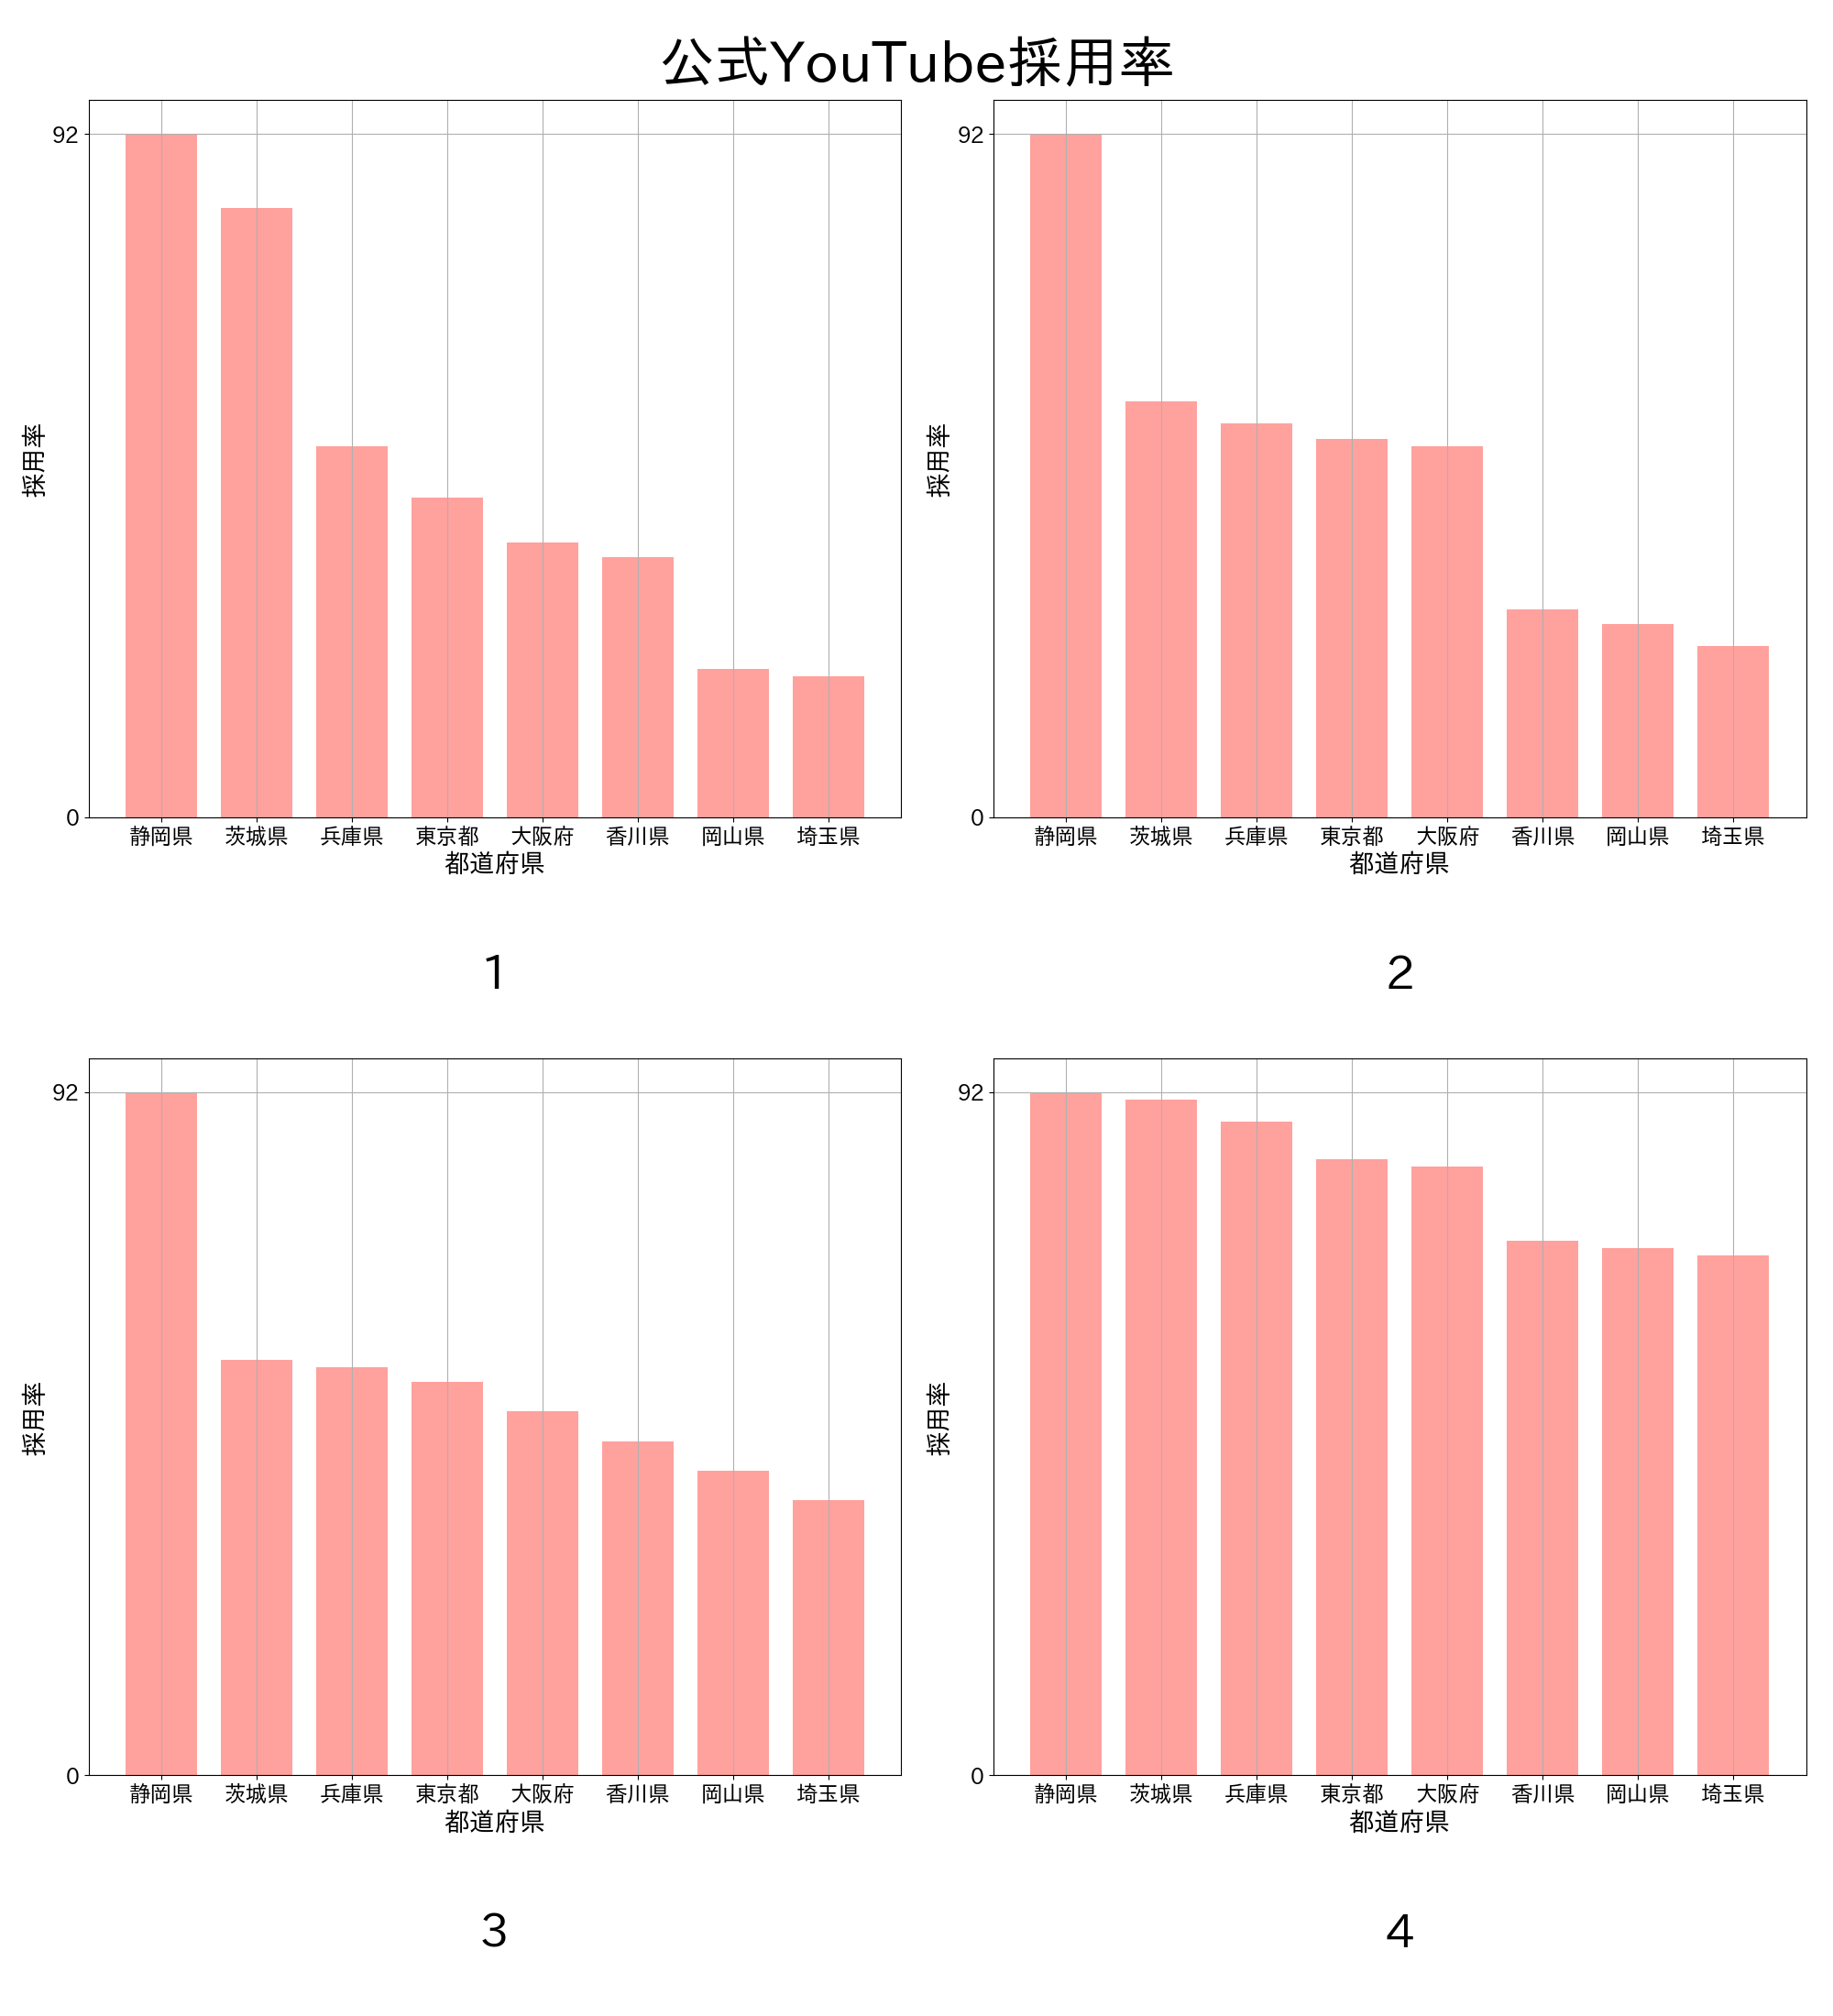 公式YouTube採用率
92
0
採用率
静岡県 茨城県 兵庫県 東京都 大阪府 香川県 岡山県 埼玉県
都道府県
1
92
0
採用率
静岡県 茨城県 兵庫県 東京都 大阪府 香川県 岡山県 埼玉県
都道府県
2
92
0
採用率
静岡県 茨城県 兵庫県 東京都 大阪府 香川県 岡山県 埼玉県
都道府県
3
92
0
採用率
静岡県 茨城県 兵庫県 東京都 大阪府 香川県 岡山県 埼玉県
都道府県
4